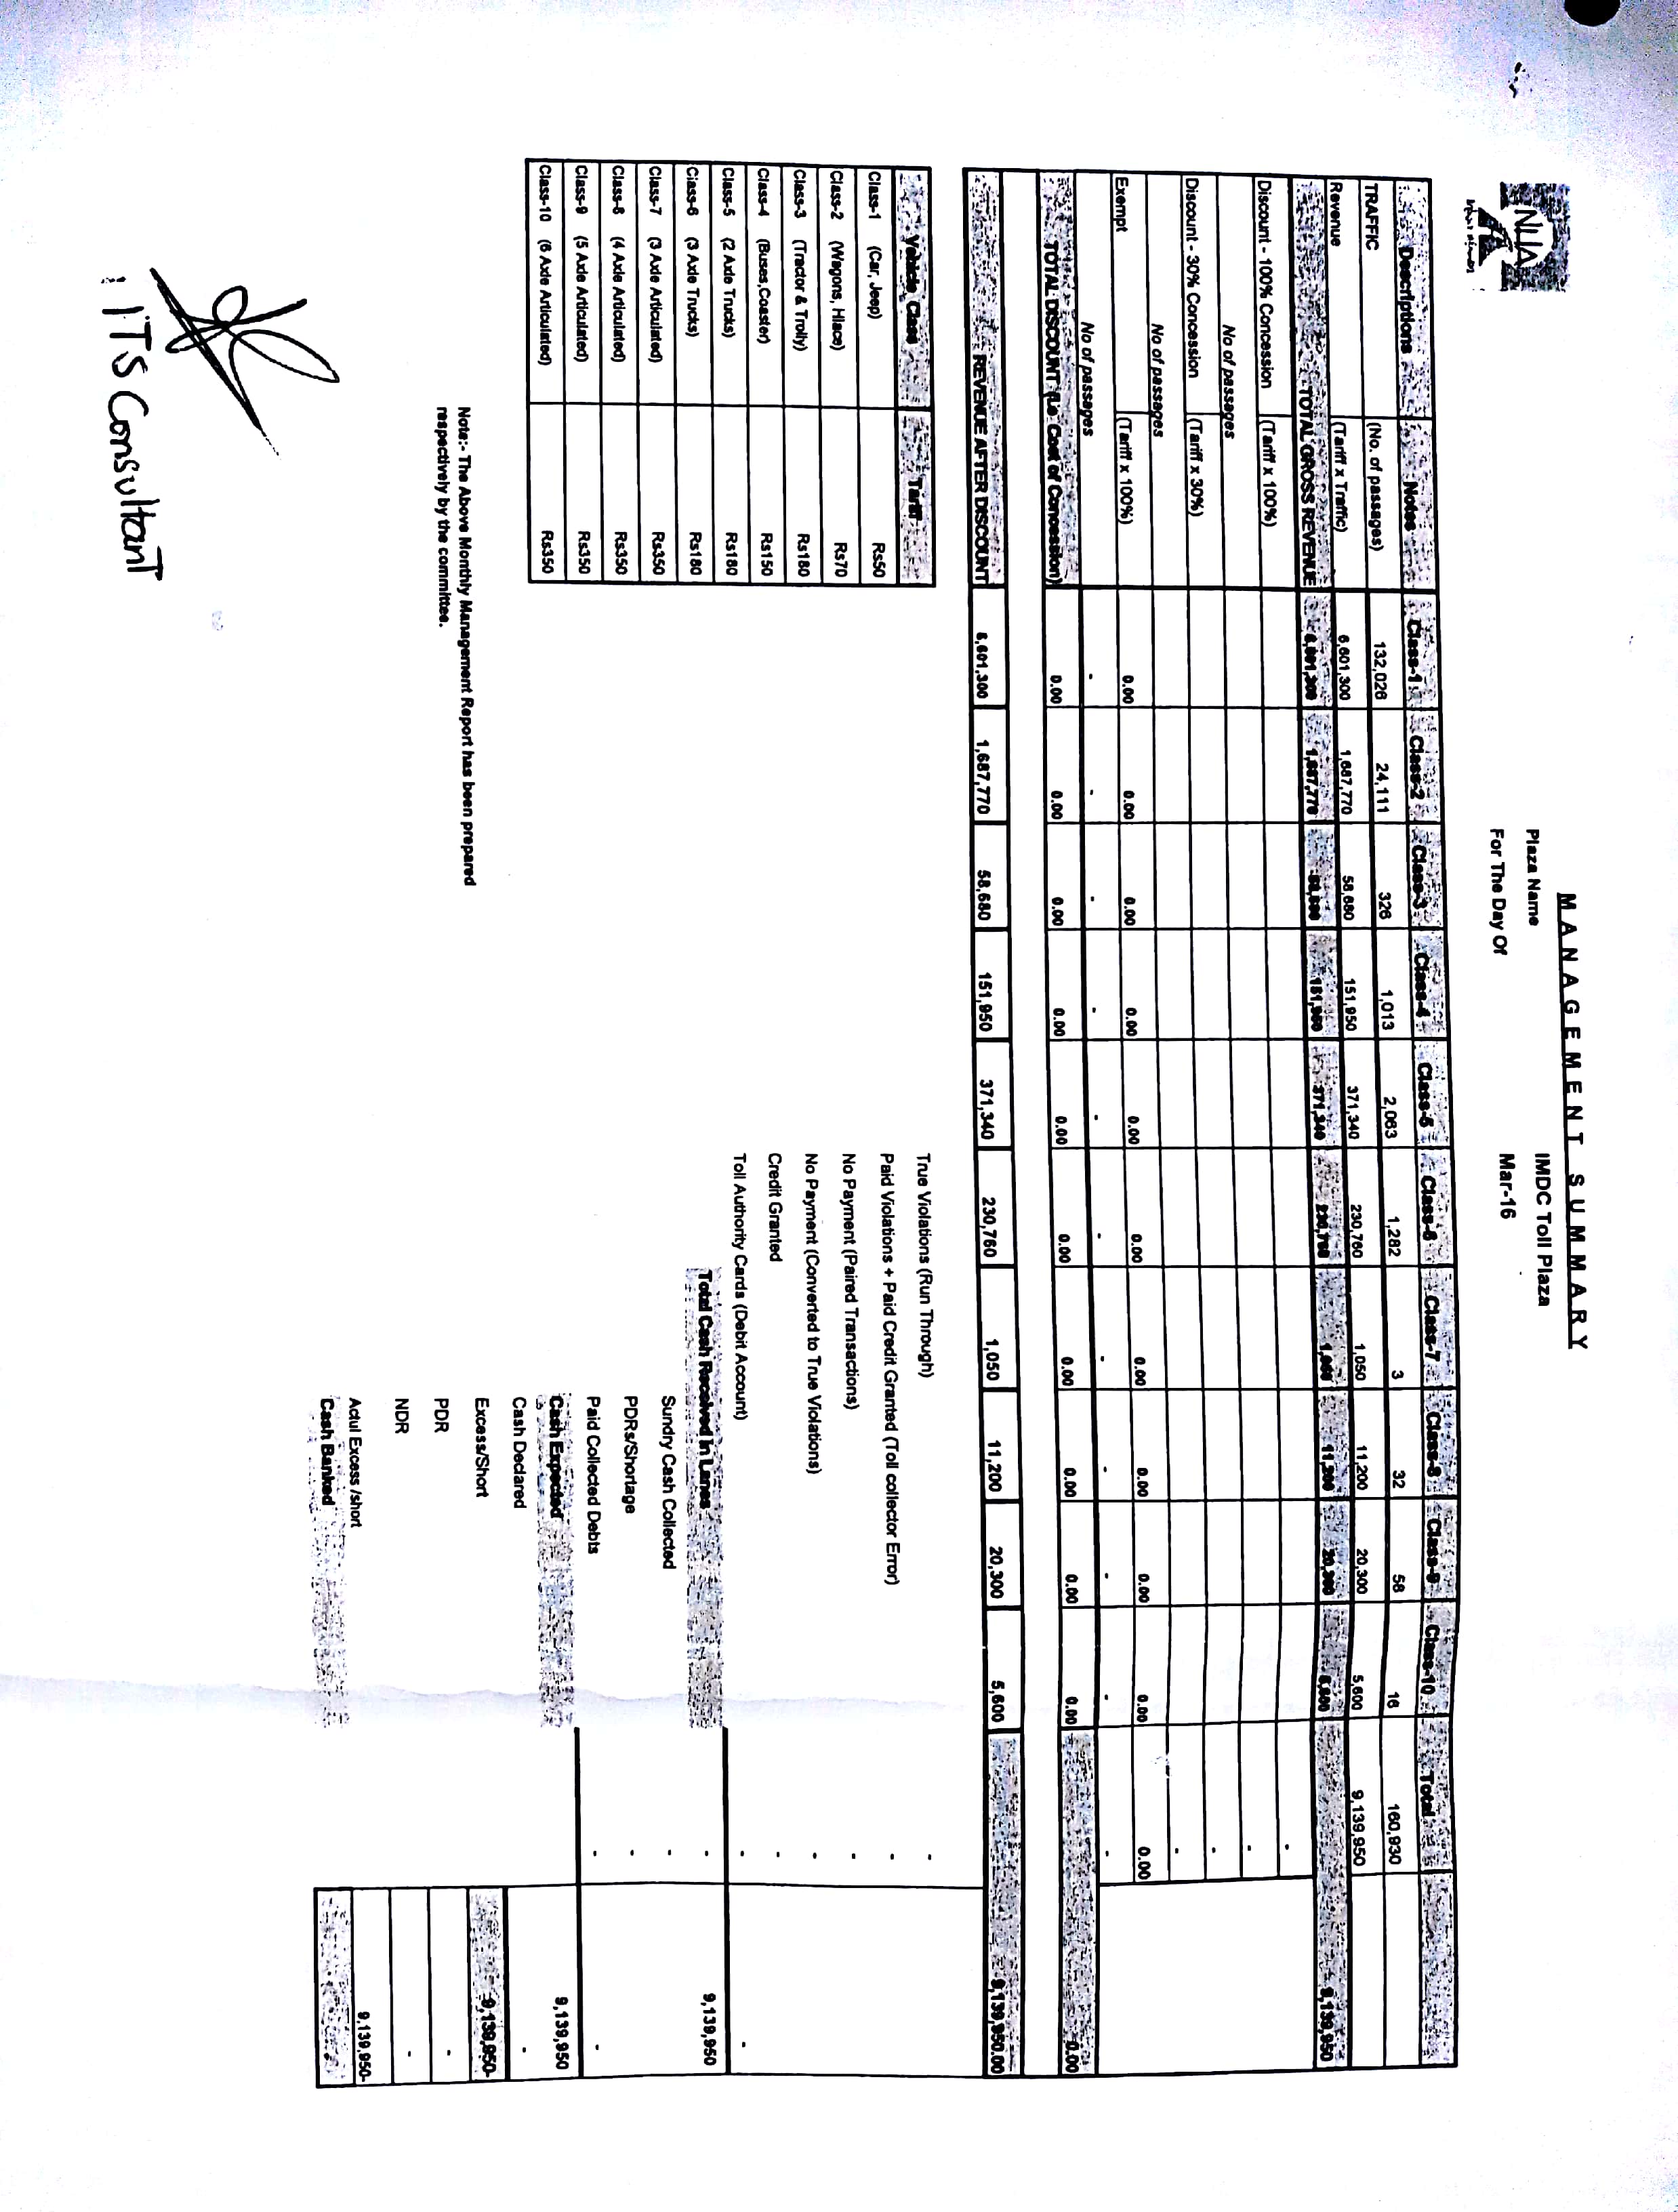 NHA
MANAGEMENT SUMMARY
Plaza Name IMDC Toll Plaza
For The Day Of Mar-16
Descriptions Notes Class-1 Class-2 Class-3 Class-4 Class-5 Class-6 Class-7 Class-8 Class-9 Class-10 Total
TRAFFIC (No. of passages) 132,026 24,111 326 1,013 2,063 1,282 3 32 58 16 160,930
Revenue (Tariff x Traffic) 6,601,300 1,687,770 58,680 151,950 371,340 230,760 1,050 11,200 20,300 5,600 9,139,950
TOTAL GROSS REVENUE 6,601,300 1,687,770 58,680 151,950 371,340 230,760 1,050 11,200 20,300 5,600 9,139,950
Discount - 100% Concession (Tariff x 100%) -
No of passages -
Discount - 30% Concession (Tariff x 30%) -
No of passages -
Exempt (Tariff x 100%) 0.00 0.00 0.00 0.00 0.00 0.00 0.00 0.00 0.00 0.00 0.00
No of passages - - - - - - - - - - -
TOTAL DISCOUNT (i.e Cost of Concession) 0.00 0.00 0.00 0.00 0.00 0.00 0.00 0.00 0.00 0.00 0.00
REVENUE AFTER DISCOUNT 6,601,300 1,687,770 58,680 151,950 371,340 230,760 1,050 11,200 20,300 5,600 9,139,950.00
Vehicle Class Tariff
Class-1 (Car, Jeep) Rs50
Class-2 (Wagons, Hiace) Rs70
Class-3 (Tractor & Trolly) Rs180
Class-4 (Buses,Coaster) Rs150
Class-5 (2 Axle Trucks) Rs180
Class-6 (3 Axle Trucks) Rs180
Class-7 (3 Axle Articulated) Rs350
Class-8 (4 Axle Articulated) Rs350
Class-9 (5 Axle Articulated) Rs350
Class-10 (6 Axle Articulated) Rs350
True Violations (Run Through) -
Paid Violations + Paid Credit Granted (Toll collector Error) -
No Payment (Paired Transactions) -
No Payment (Converted to True Violations) -
Credit Granted -
Toll Authority Cards (Debit Account) - -
Total Cash Received In Lanes - 9,139,950
Sundry Cash Collected -
PDRs/Shortage -
Paid Collected Debts - -
Cash Expected 9,139,950
Cash Declared -
Excess/Short 9,139,950-
PDR -
NDR -
Actul Excess /short 9,139,950-
Cash Banked
Note:- The Above Monthly Management Report has been prepared
respectively by the committee.
ITS Consultant